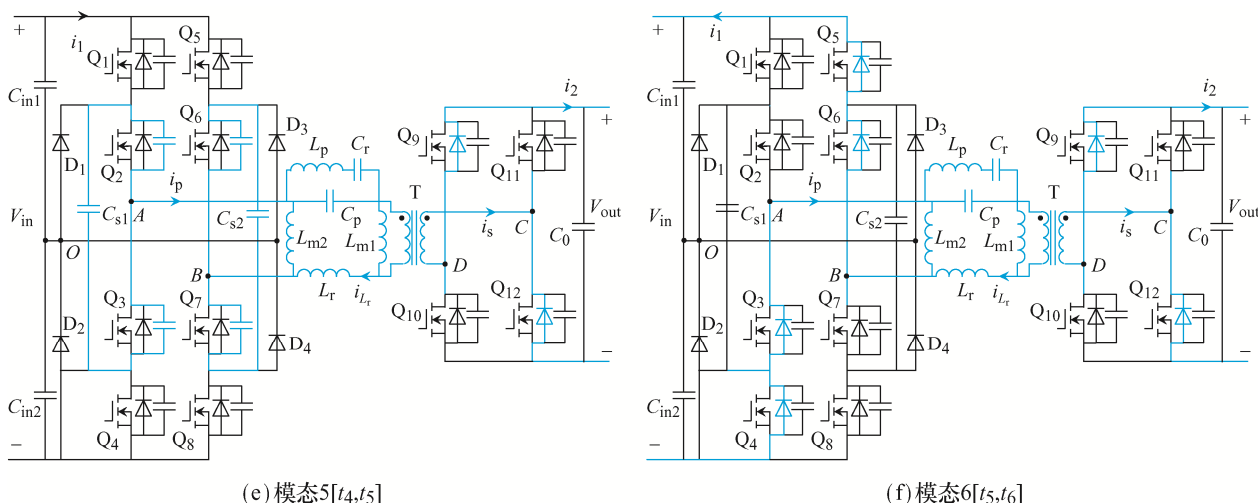 +
i1
Q1
Q5
Cin1
Q2
Q6
D1
D3
Lp
Cr
Q9
Q11
i2
+
ip
A
Cs1
Cs2
Cp
T
Vin
O
Lm2
Lm1
is
C
C0
Vout
B
Lr
iLr
D
Q3
Q7
Q10
Q12
D2
D4
−
Cin2
Q4
Q8
−
(e) 模态5[t4,t5]
+
i1
Q1
Q5
Cin1
Q2
Q6
D1
D3
Lp
Cr
Q9
Q11
i2
+
ip
A
Cs1
Cs2
Cp
T
Vin
O
Lm2
Lm1
is
C
C0
Vout
B
Lr
iLr
D
Q3
Q7
Q10
Q12
D2
D4
−
Cin2
Q4
Q8
−
(f) 模态6[t5,t6]